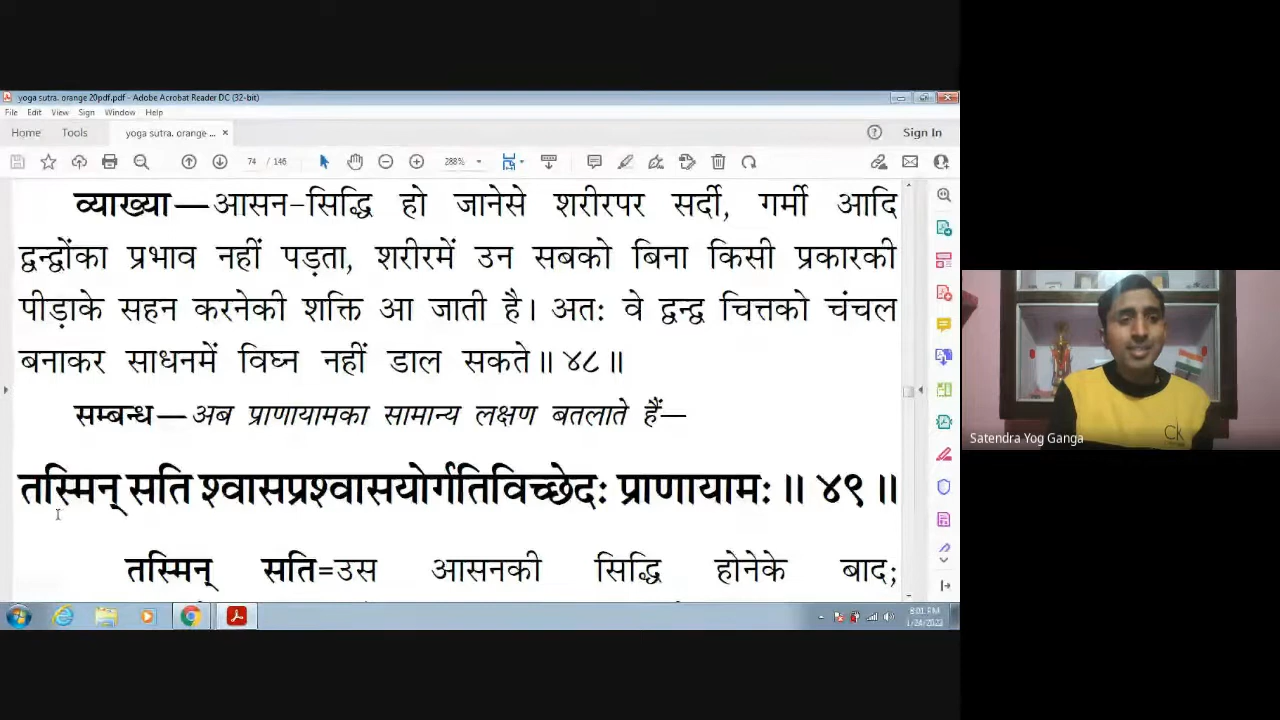 yoga sutra. orange 20pdf.pdf - Adobe Acrobat Reader DC (32-bit)
File Edit View Sign Window Help
Home Tools yoga sutra. orange ... × Sign In
74 / 146 288%
व्याख्या—आसन-सिद्धि हो जानेसे शरीरपर सर्दी, गर्मी आदि
द्वन्द्वोंका प्रभाव नहीं पड़ता, शरीरमें उन सबको बिना किसी प्रकारकी
पीड़ाके सहन करनेकी शक्ति आ जाती है। अतः वे द्वन्द्व चित्तको चंचल
बनाकर साधनमें विघ्न नहीं डाल सकते॥ ४८॥
सम्बन्ध—अब प्राणायामका सामान्य लक्षण बतलाते हैं—
तस्मिन् सति श्वासप्रश्वासयोर्गतिविच्छेदः प्राणायामः॥ ४९॥
तस्मिन् सति=उस आसनकी सिद्धि होनेके बाद;
8:01 PM
Satendra Yog Ganga
CK